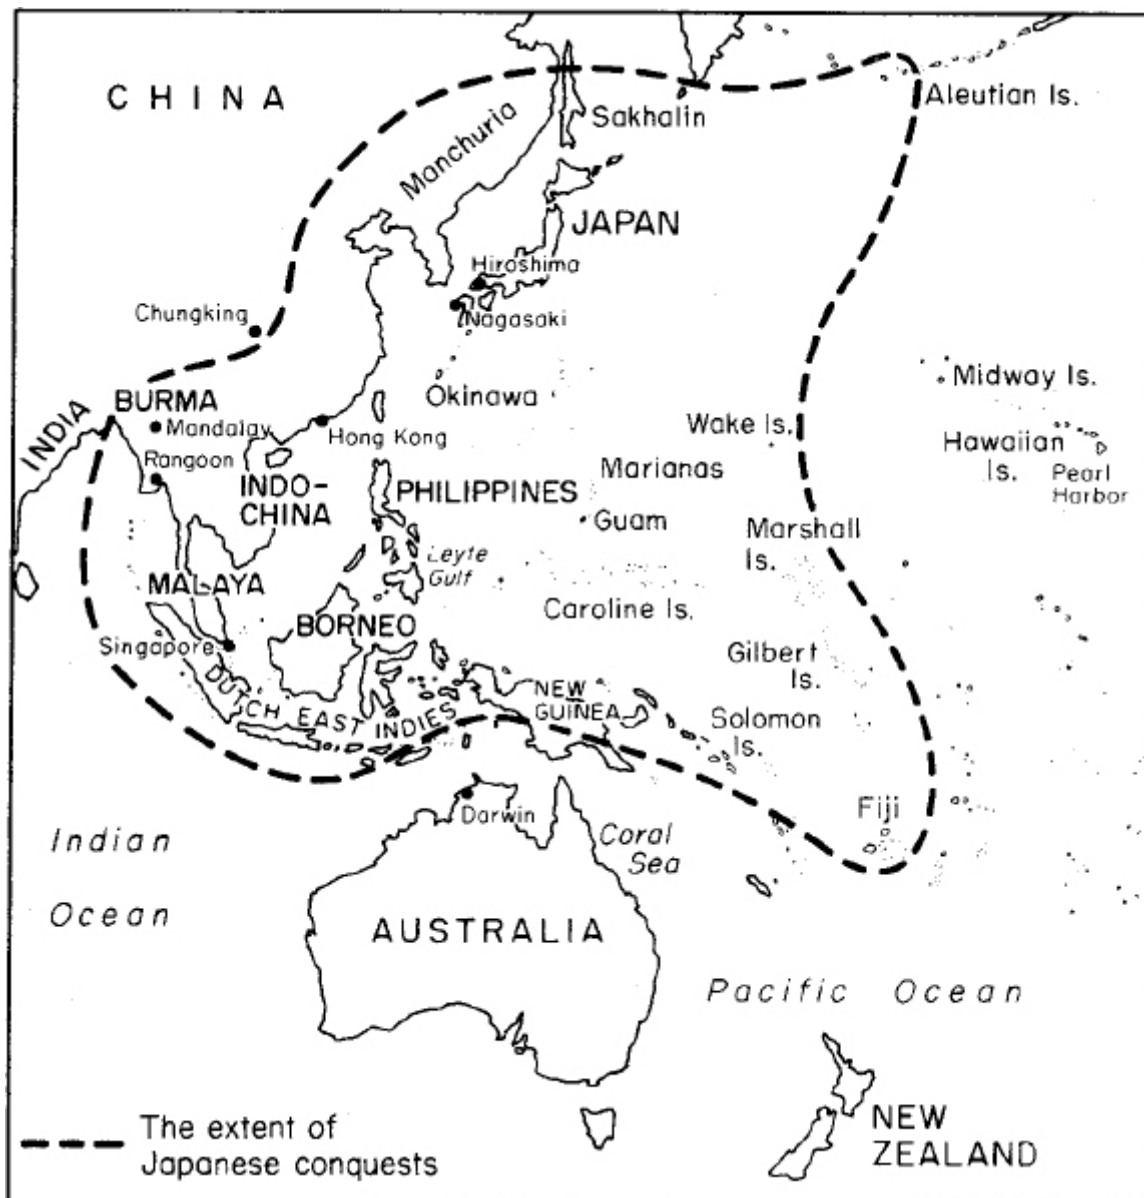 CHINA
Aleutian Is.
Sakhalin
Manchuria
JAPAN
Hiroshima
Nagasaki
Chungking
Okinawa
Midway Is.
BURMA
Mandalay
INDIA
Hong Kong
Wake Is.
Hawaiian
Is.
Pearl
Harbor
Rangoon
Marianas
INDO-
CHINA
PHILIPPINES
Guam
Marshall
Is.
Leyte
Gulf
MALAYA
Caroline Is.
BORNEO
Singapore
Gilbert
Is.
DUTCH EAST INDIES
NEW
GUINEA
Solomon
Is.
Fiji
Darwin
Coral
Sea
Indian
Ocean
AUSTRALIA
Pacific Ocean
NEW
ZEALAND
The extent of
Japanese conquests